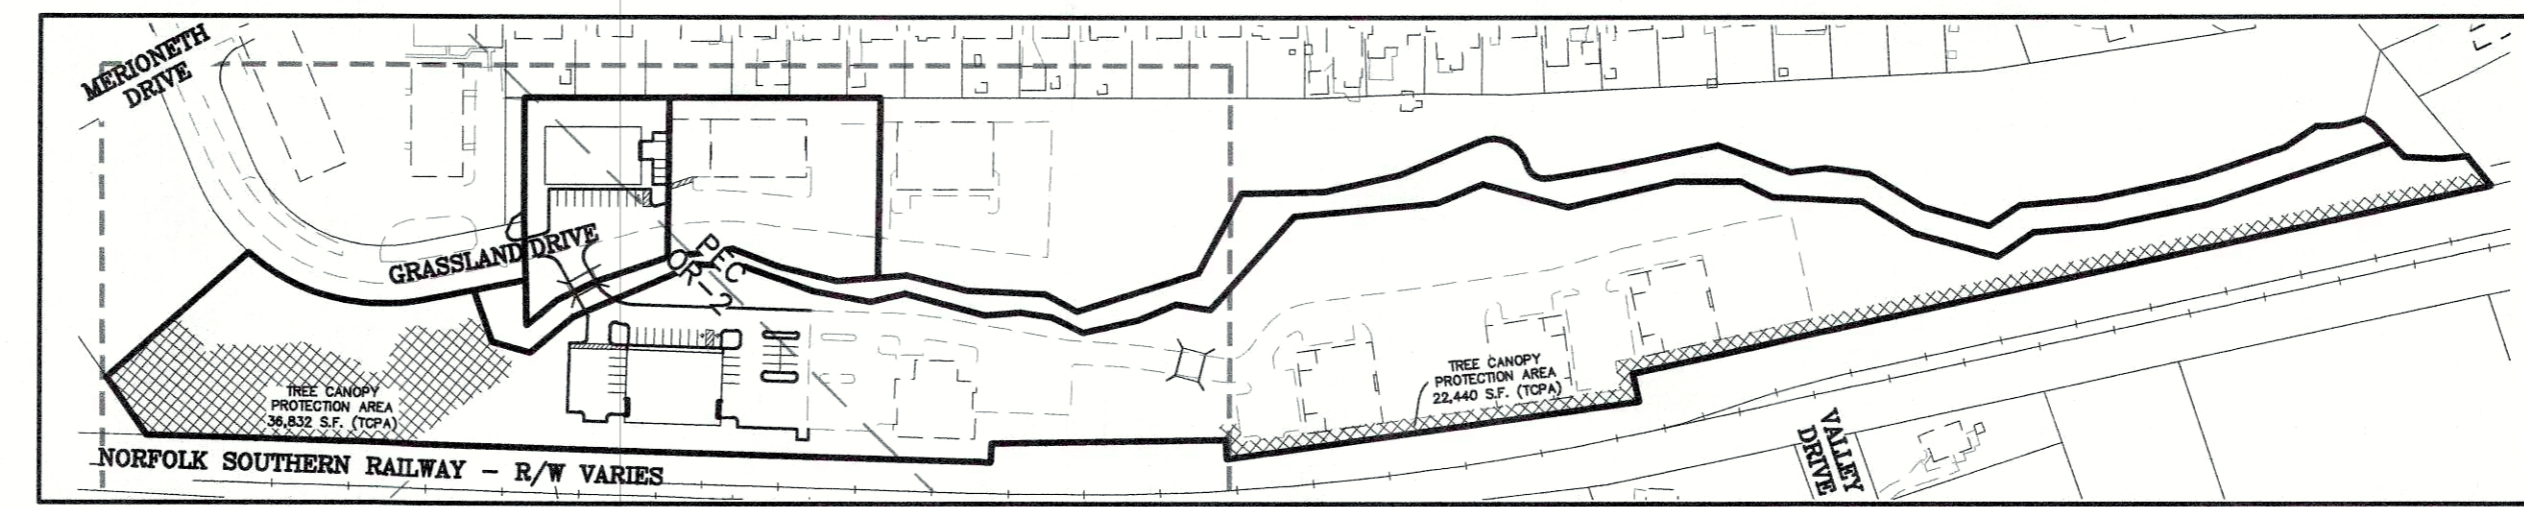 MERIONETH
DRIVE
GRASSLAND DRIVE
PEC
OR-2
TREE CANOPY
PROTECTION AREA
36,832 S.F. (TCPA)
TREE CANOPY
PROTECTION AREA
22,440 S.F. (TCPA)
NORFOLK SOUTHERN RAILWAY – R/W VARIES
VALLEY
DRIVE